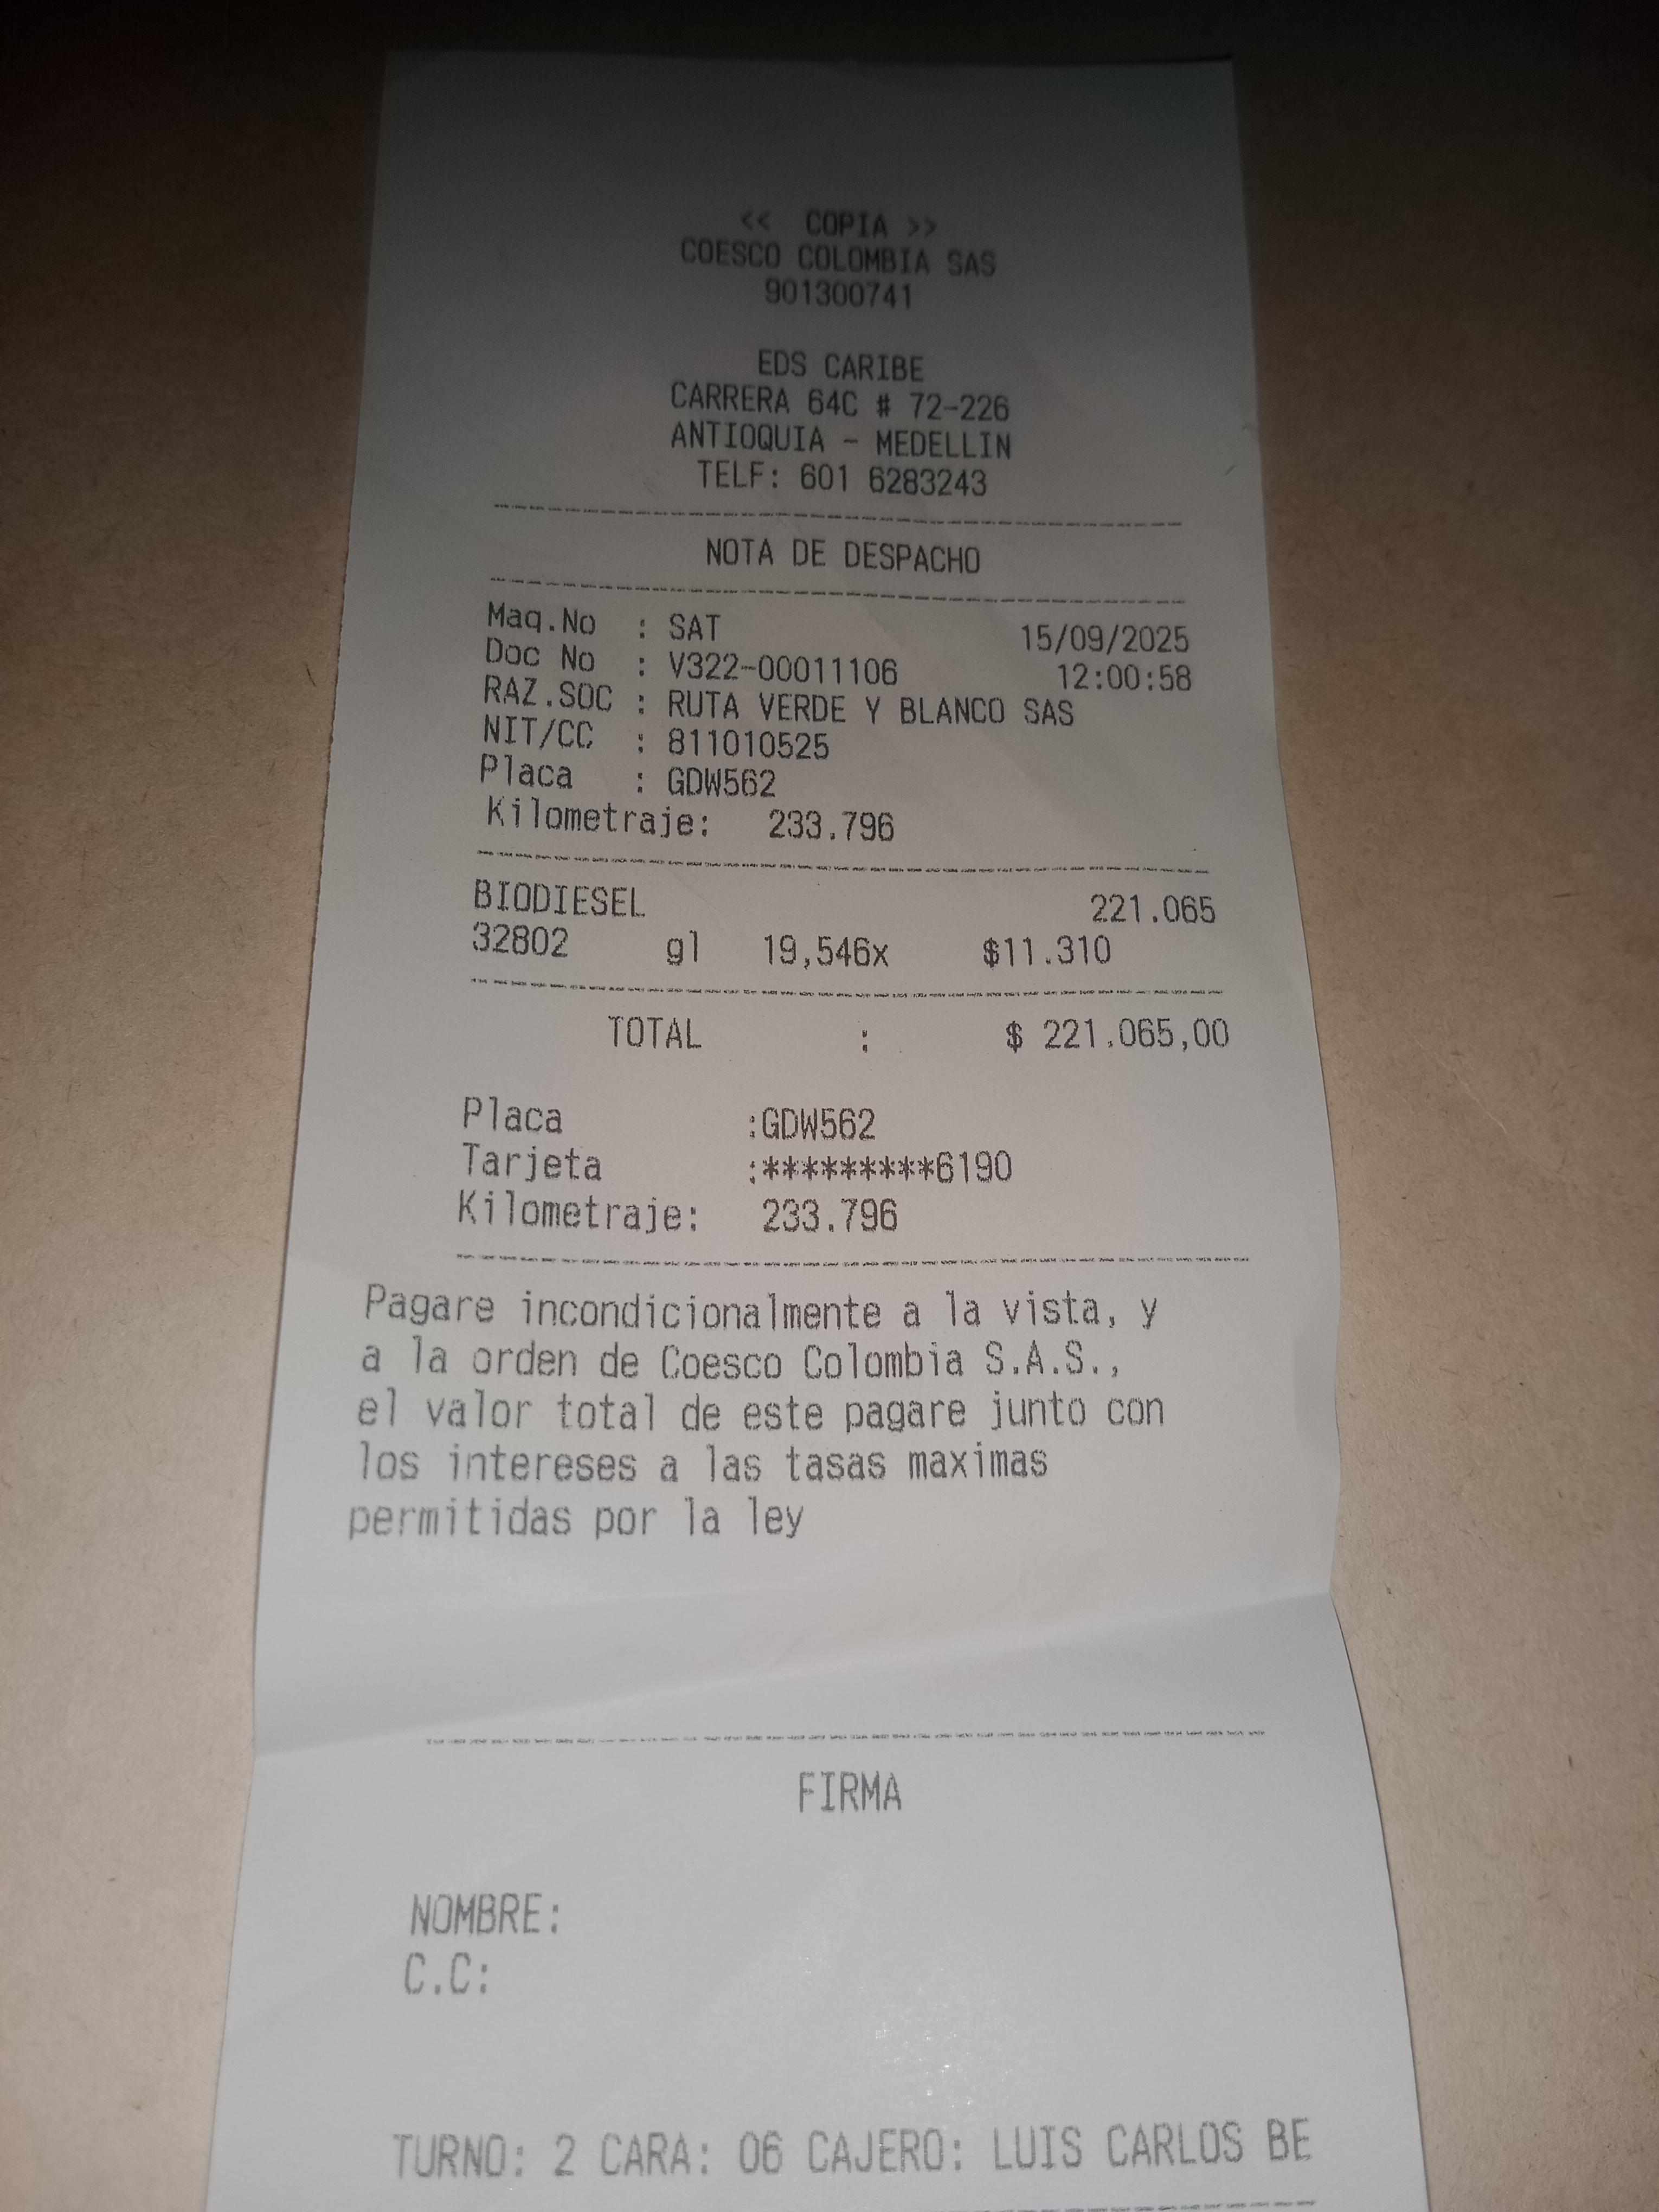 << COPIA >>
COESCO COLOMBIA SAS
901300741
EDS CARIBE
CARRERA 64C # 72-226
ANTIOQUIA - MEDELLIN
TELF: 601 6283243
NOTA DE DESPACHO
Maq.No : SAT 15/09/2025
Doc No : V322-00011106 12:00:58
RAZ.SOC : RUTA VERDE Y BLANCO SAS
NIT/CC : 811010525
Placa : GDW562
Kilometraje: 233.796
BIODIESEL 221.065
32802 gl 19,546x $11.310
TOTAL : $ 221.065,00
Placa :GDW562
Tarjeta :*********6190
Kilometraje: 233.796
Pagare incondicionalmente a la vista, y
a la orden de Coesco Colombia S.A.S.,
el valor total de este pagare junto con
los intereses a las tasas maximas
permitidas por la ley
FIRMA
NOMBRE:
C.C:
TURNO: 2 CARA: 06 CAJERO: LUIS CARLOS BE